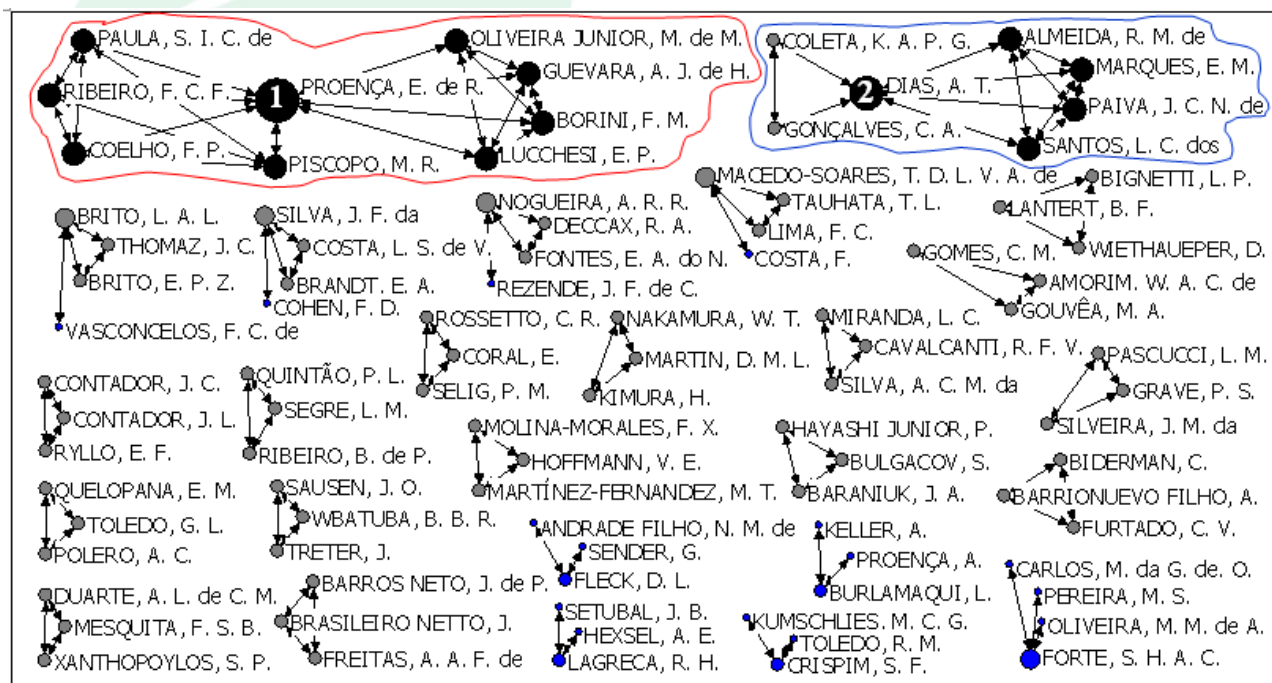 PAULA, S. I. C. de
RIBEIRO, F. C. F.
COELHO, F. P.
1
PROENÇA, E. de R.
PISCOPO, M. R.
OLIVEIRA JUNIOR, M. de M.
GUEVARA, A. J. de H.
BORINI, F. M.
LUCCHESI, E. P.
COLETA, K. A. P. G.
2
DIAS, A. T.
GONÇALVES, C. A.
ALMEIDA, R. M. de
MARQUES, E. M.
PAIVA, J. C. N. de
SANTOS, L. C. dos
BRITO, L. A. L.
THOMAZ, J. C.
BRITO, E. P. Z.
VASCONCELOS, F. C. de
SILVA, J. F. da
COSTA, L. S. de V.
BRANDT. E. A.
COHEN, F. D.
NOGUEIRA, A. R. R.
DECCAX, R. A.
FONTES, E. A. do N.
REZENDE, J. F. de C.
MACEDO-SOARES, T. D. L. V. A. de
TAUHATA, T. L.
LIMA, F. C.
COSTA, F.
BIGNETTI, L. P.
LANTERT, B. F.
WIETHAUEPER, D.
GOMES, C. M.
AMORIM. W. A. C. de
GOUVÊA, M. A.
ROSSETTO, C. R.
CORAL, E.
SELIG, P. M.
NAKAMURA, W. T.
MARTIN, D. M. L.
KIMURA, H.
MIRANDA, L. C.
CAVALCANTI, R. F. V.
SILVA, A. C. M. da
PASCUCCI, L. M.
GRAVE, P. S.
SILVEIRA, J. M. da
CONTADOR, J. C.
CONTADOR, J. L.
RYLLO, E. F.
QUINTÃO, P. L.
SEGRE, L. M.
RIBEIRO, B. de P.
MOLINA-MORALES, F. X.
HOFFMANN, V. E.
MARTÍNEZ-FERNANDEZ, M. T.
HAYASHI JUNIOR, P.
BULGACOV, S.
BARANIUK, J. A.
BIDERMAN, C.
BARRIONUEVO FILHO, A.
FURTADO, C. V.
QUELOPANA, E. M.
TOLEDO, G. L.
POLERO, A. C.
SAUSEN, J. O.
WBATUBA, B. B. R.
TRETER, J.
ANDRADE FILHO, N. M. de
SENDER, G.
FLECK, D. L.
KELLER, A.
PROENÇA, A.
BURLAMAQUI, L.
CARLOS, M. da G. de. O.
PEREIRA, M. S.
OLIVEIRA, M. M. de A.
FORTE, S. H. A. C.
DUARTE, A. L. de C. M.
MESQUITA, F. S. B.
XANTHOPOYLOS, S. P.
BARROS NETO, J. de P.
BRASILEIRO NETTO, J.
FREITAS, A. A. F. de
SETUBAL, J. B.
HEXSEL, A. E.
LAGRECA, R. H.
KUMSCHLIES. M. C. G.
TOLEDO, R. M.
CRISPIM, S. F.